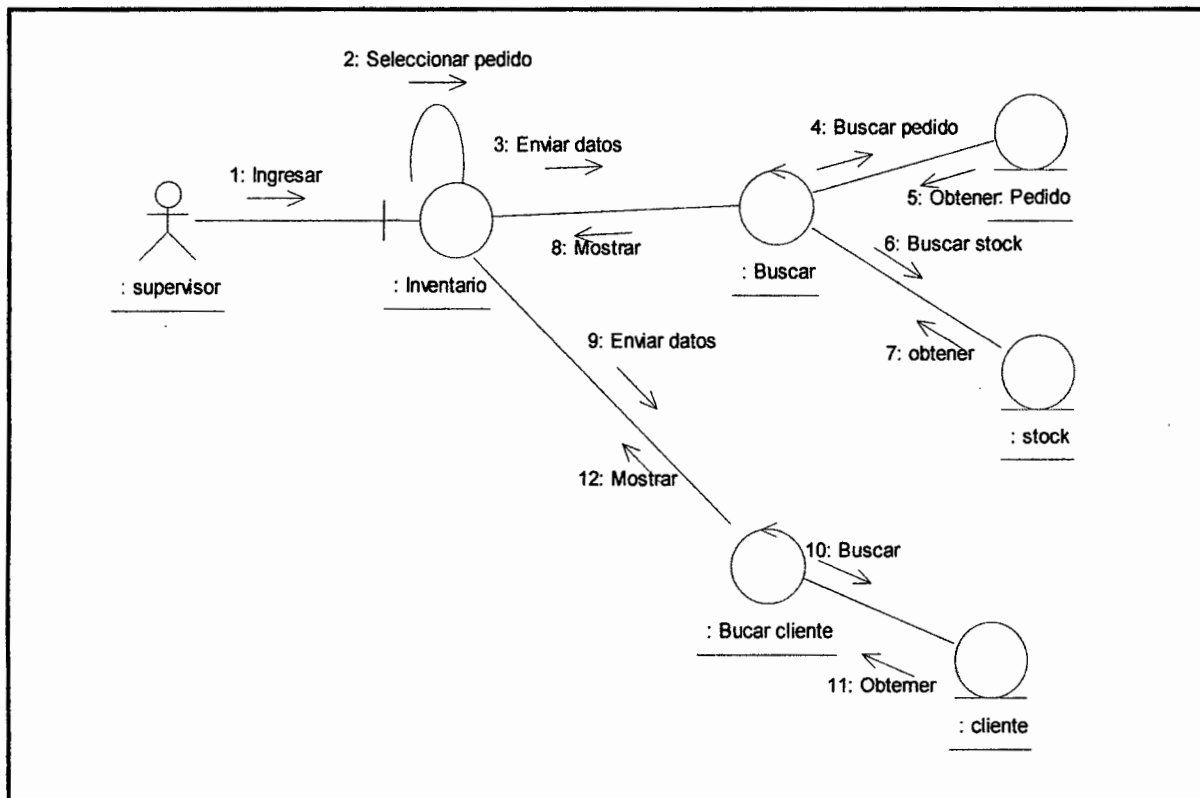 2: Seleccionar pedido
1: Ingresar
3: Enviar datos
4: Buscar pedido
5: Obtener
: Pedido
6: Buscar stock
8: Mostrar
: supervisor
: Inventario
: Buscar
7: obtener
9: Enviar datos
: stock
12: Mostrar
10: Buscar
: Bucar cliente
11: Obtemer
: cliente